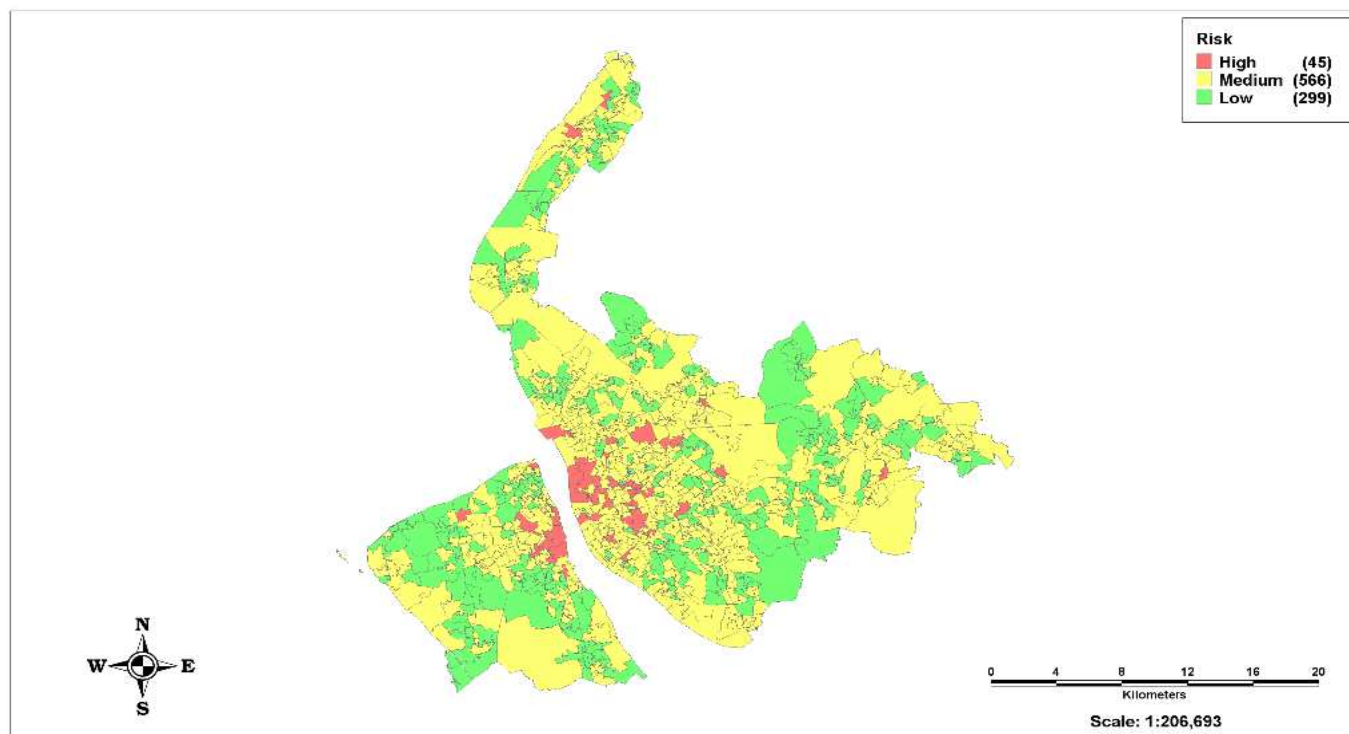 Risk
High (45)
Medium (566)
Low (299)
N
W E
S
0 4 8 12 16 20
Kilometers
Scale: 1:206,693